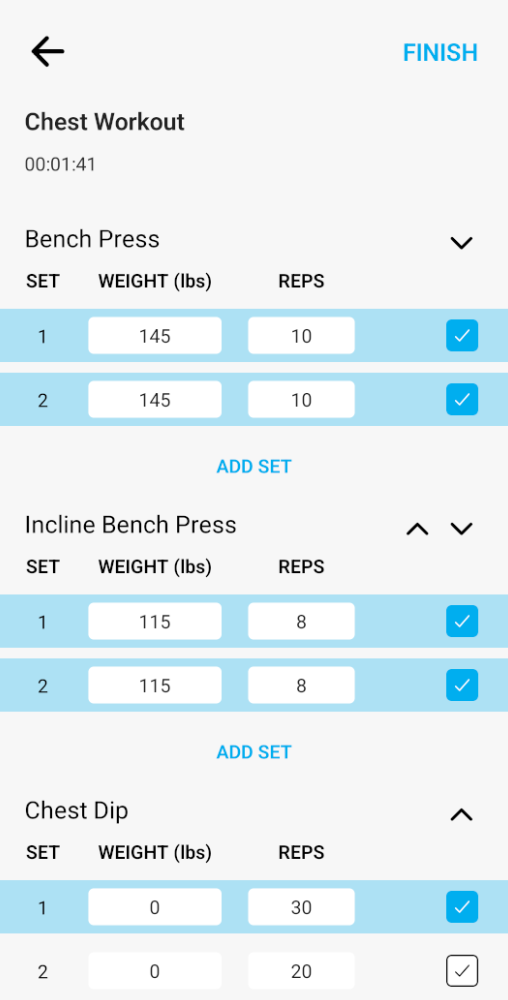 FINISH
Chest Workout
00:01:41
Bench Press
SET WEIGHT (lbs) REPS
1 145 10
2 145 10
ADD SET
Incline Bench Press
SET WEIGHT (lbs) REPS
1 115 8
2 115 8
ADD SET
Chest Dip
SET WEIGHT (lbs) REPS
1 0 30
2 0 20